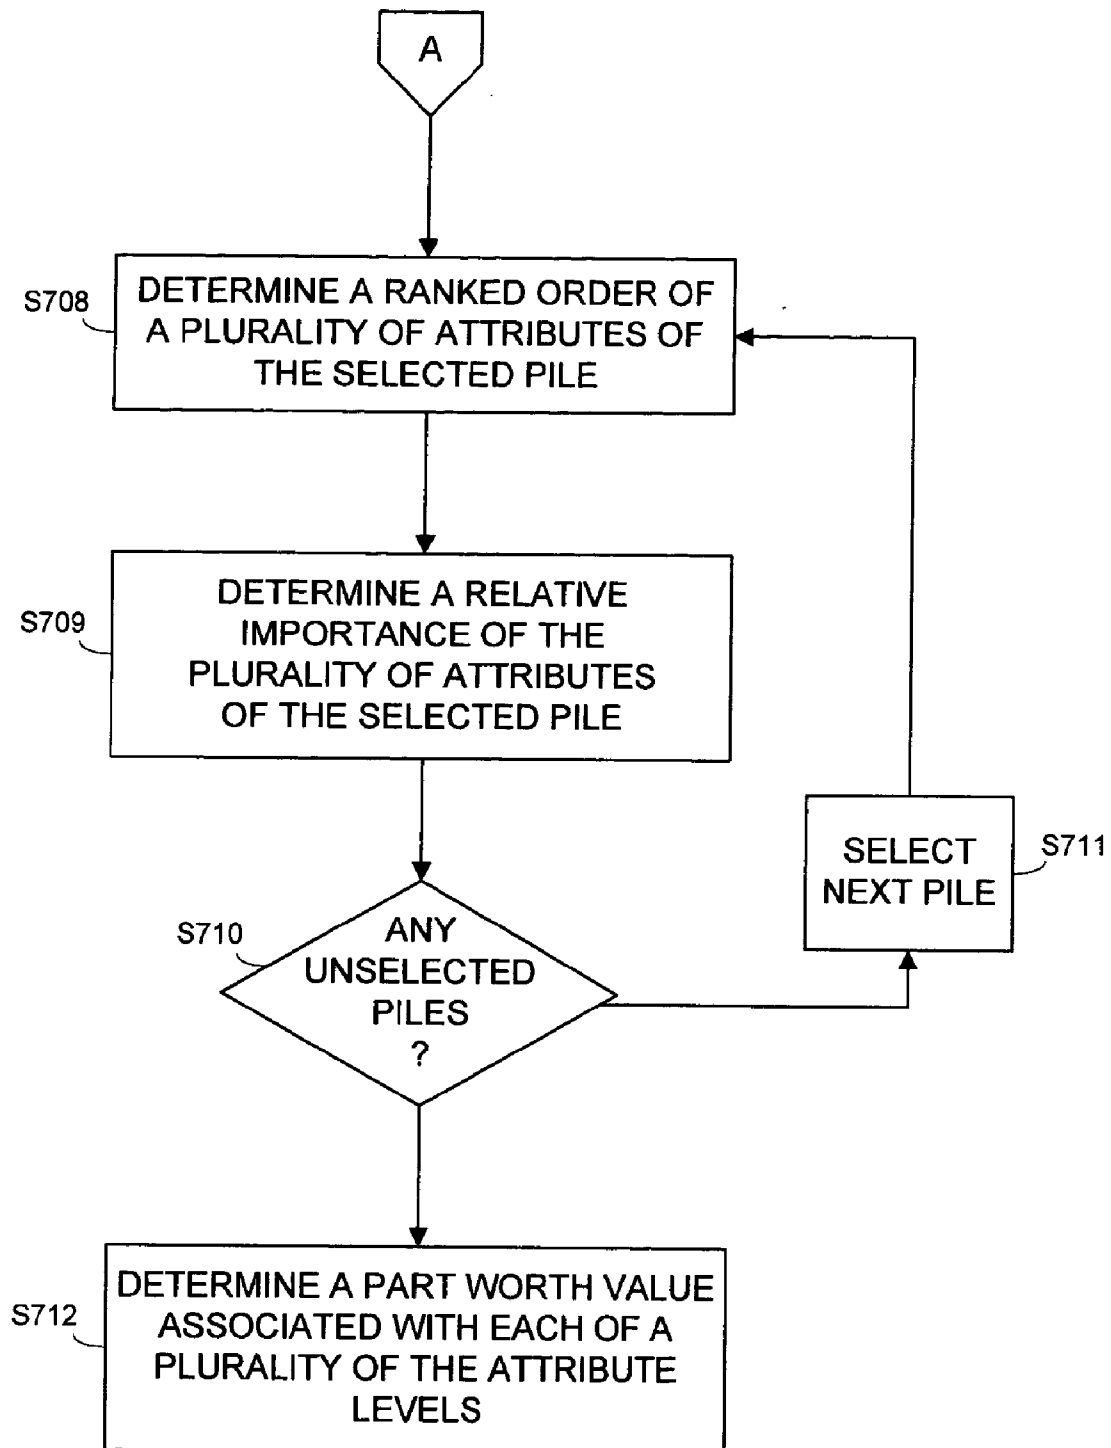 A
S708
DETERMINE A RANKED ORDER OF
A PLURALITY OF ATTRIBUTES OF
THE SELECTED PILE
S709
DETERMINE A RELATIVE
IMPORTANCE OF THE
PLURALITY OF ATTRIBUTES
OF THE SELECTED PILE
S710
ANY
UNSELECTED
PILES
?
SELECT
NEXT PILE
S711
S712
DETERMINE A PART WORTH VALUE
ASSOCIATED WITH EACH OF A
PLURALITY OF THE ATTRIBUTE
LEVELS